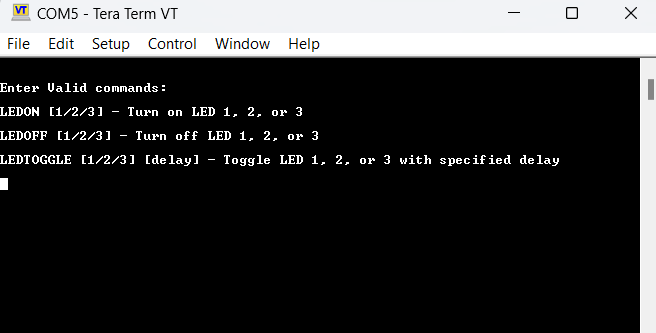 VT COM5 - Tera Term VT
File Edit Setup Control Window Help
Enter Valid commands:
LEDON [1/2/3] - Turn on LED 1, 2, or 3
LEDOFF [1/2/3] - Turn off LED 1, 2, or 3
LEDTOGGLE [1/2/3] [delay] - Toggle LED 1, 2, or 3 with specified delay